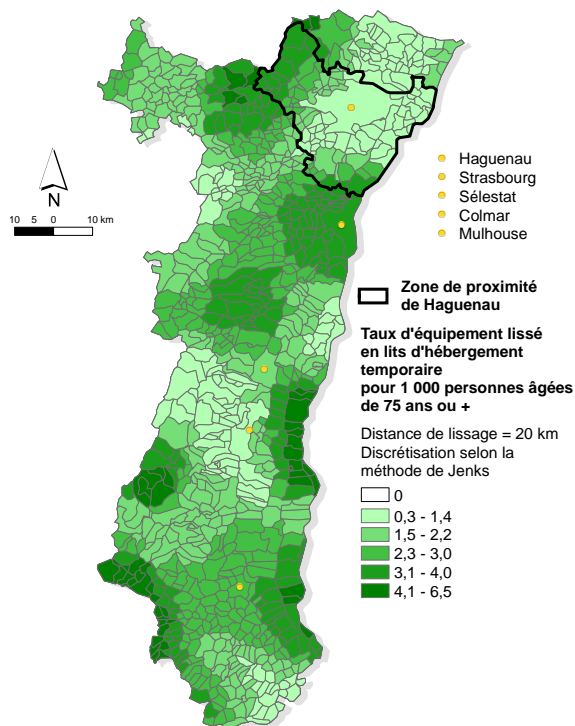 N
10 5 0 10 km
Haguenau
Strasbourg
Sélestat
Colmar
Mulhouse
Zone de proximité
de Haguenau
Taux d'équipement lissé
en lits d'hébergement
temporaire
pour 1 000 personnes âgées
de 75 ans ou +
Distance de lissage = 20 km
Discrétisation selon la
méthode de Jenks
0
0,3 - 1,4
1,5 - 2,2
2,3 - 3,0
3,1 - 4,0
4,1 - 6,5